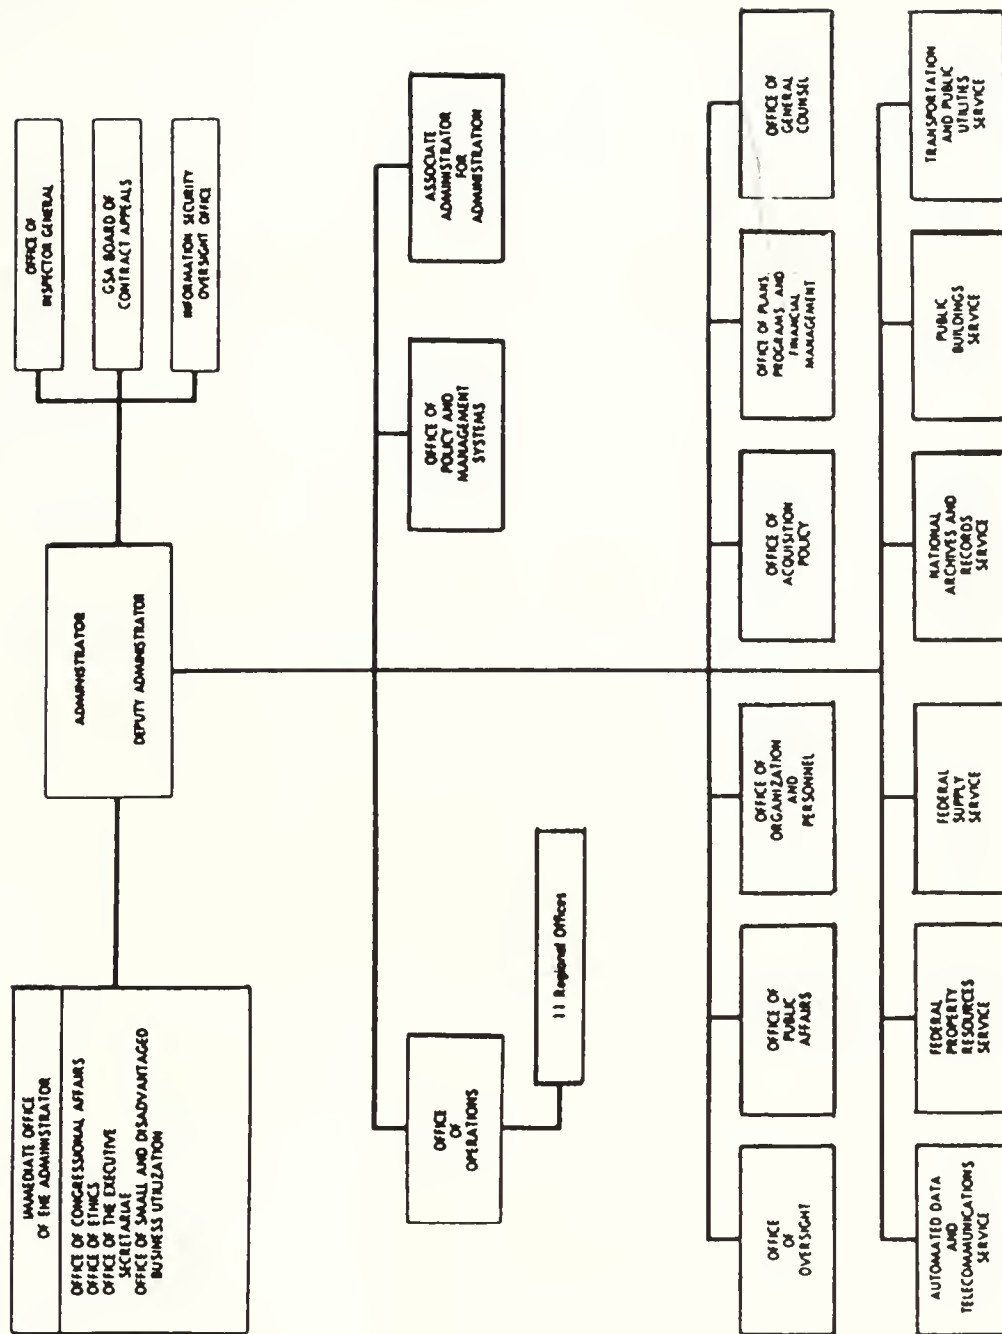 IMMEDIATE OFFICE
OF EHE ADMINISTRATOR
OFFICE OF CONGRESSIONAL AFFAIRS
OFFICE OF ETHICS
OFFICE OF THE EXECUTIVE
SECRETARIAE
OFFICE OF SMALL AND DISADVANTAGED
BUSINESS UTILIZATION
ADMINISTRATOR
DEPUTY ADMINISTRATOR
OFFICE OF
INSPECTOR GENERAL
GSA BOARD OF
CONTRACT APPEALS
INFORMATION SECURITY
OVERSIGHT OFFICE
OFFICE
OF
OPERATIONS
11 Regional Offices
OFFICE OF
POLICY AND
MANAGEMENT
SYSTEMS
ASSOCIATE
ADMINISTRATOR
FOR
ADMINISTRATION
OFFICE
OF
OVERSIGHT
OFFICE OF
PUBLIC
AFFAIRS
OFFICE OF
ORGANIZATION
AND
PERSONNEL
OFFICE OF
ACQUISITION
POLICY
OFFICE OF PLANS,
PROGRAMS, AND
FINANCIAL
MANAGEMENT
OFFICE OF
GENERAL
COUNSEL
AUTOMATED DATA
AND
TELECOMMUNICATIONS
SERVICE
FEDERAL
PROPERTY
RESOURCES
SERVICE
FEDERAL
SUPPLY
SERVICE
NATIONAL
ARCHIVES AND
RECORDS
SERVICE
PUBLIC
BUILDINGS
SERVICE
TRANSPORTATION
AND PUBLIC
UTILITIES
SERVICE